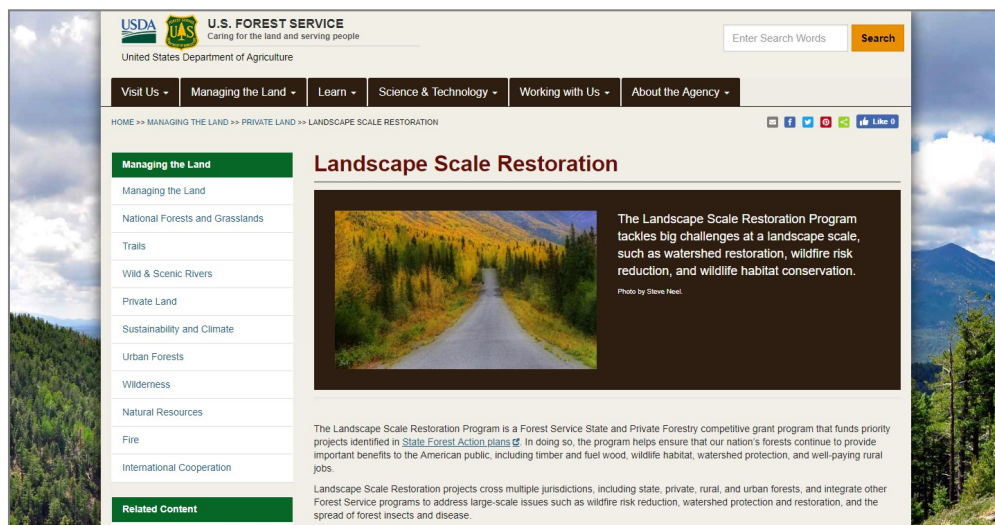 USDA
U.S. FOREST SERVICE
Caring for the land and serving people
United States Department of Agriculture
Enter Search Words
Search
Visit Us
Managing the Land
Learn
Science & Technology
Working with Us
About the Agency
HOME >> MANAGING THE LAND >> PRIVATE LAND >> LANDSCAPE SCALE RESTORATION
Like 0
Managing the Land
Managing the Land
National Forests and Grasslands
Trails
Wild & Scenic Rivers
Private Land
Sustainability and Climate
Urban Forests
Wilderness
Natural Resources
Fire
International Cooperation
Related Content
Landscape Scale Restoration
The Landscape Scale Restoration Program
tackles big challenges at a landscape scale,
such as watershed restoration, wildfire risk
reduction, and wildlife habitat conservation.
Photo by Steve Neel.
The Landscape Scale Restoration Program is a Forest Service State and Private Forestry competitive grant program that funds priority
projects identified in State Forest Action plans. In doing so, the program helps ensure that our nation's forests continue to provide
important benefits to the American public, including timber and fuel wood, wildlife habitat, watershed protection, and well-paying rural
jobs.
Landscape Scale Restoration projects cross multiple jurisdictions, including state, private, rural, and urban forests, and integrate other
Forest Service programs to address large-scale issues such as wildfire risk reduction, watershed protection and restoration, and the
spread of forest insects and disease.